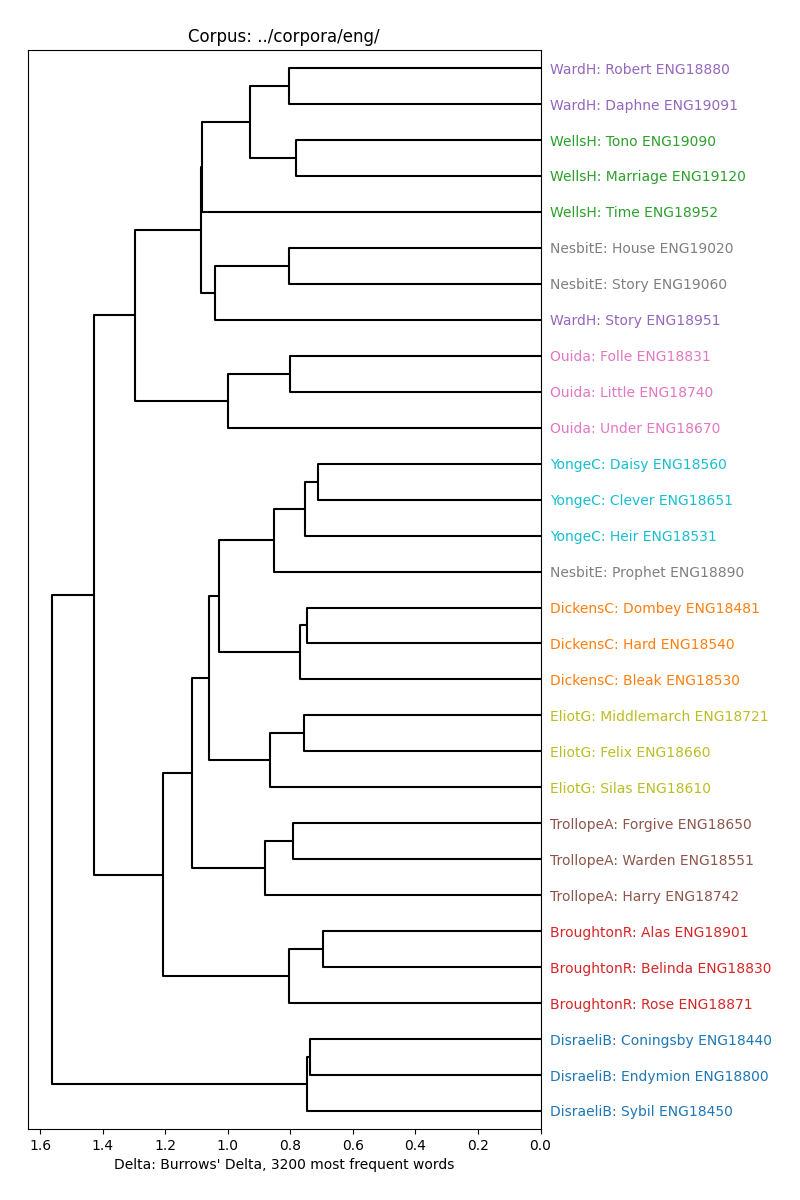 Corpus: ../corpora/eng/
WardH: Robert ENG18880
WardH: Daphne ENG19091
WellsH: Tono ENG19090
WellsH: Marriage ENG19120
WellsH: Time ENG18952
NesbitE: House ENG19020
NesbitE: Story ENG19060
WardH: Story ENG18951
Ouida: Folle ENG18831
Ouida: Little ENG18740
Ouida: Under ENG18670
YongeC: Daisy ENG18560
YongeC: Clever ENG18651
YongeC: Heir ENG18531
NesbitE: Prophet ENG18890
DickensC: Dombey ENG18481
DickensC: Hard ENG18540
DickensC: Bleak ENG18530
EliotG: Middlemarch ENG18721
EliotG: Felix ENG18660
EliotG: Silas ENG18610
TrollopeA: Forgive ENG18650
TrollopeA: Warden ENG18551
TrollopeA: Harry ENG18742
BroughtonR: Alas ENG18901
BroughtonR: Belinda ENG18830
BroughtonR: Rose ENG18871
DisraeliB: Coningsby ENG18440
DisraeliB: Endymion ENG18800
DisraeliB: Sybil ENG18450
1.6 1.4 1.2 1.0 0.8 0.6 0.4 0.2 0.0
Delta: Burrows' Delta, 3200 most frequent words